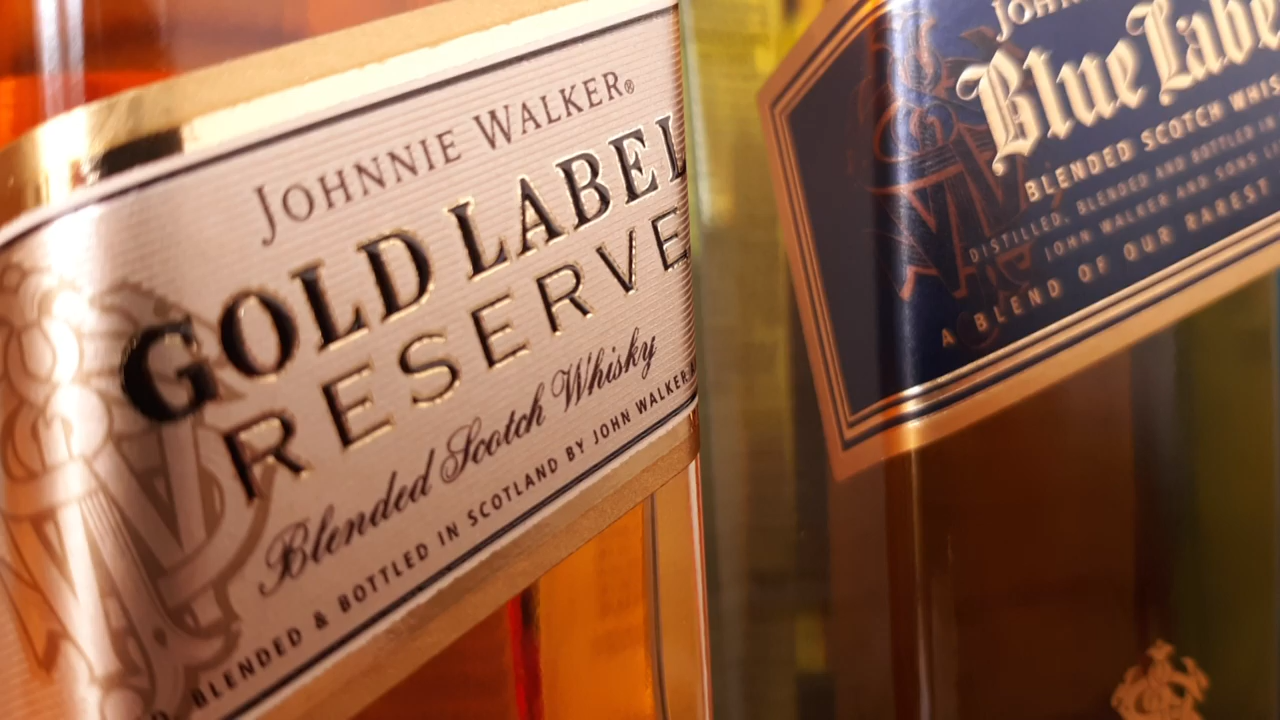 JOHNNIE WALKER®
GOLD LABEL
RESERVE
Blended Scotch Whisky
BLENDED & BOTTLED IN SCOTLAND BY JOHN WALKER
Blue Labe
BLENDED SCOTCH WHIS
DISTILLED, BLENDED AND BOTTLED IN
JOHN WALKER AND SONS
A BLEND OF OUR RAREST